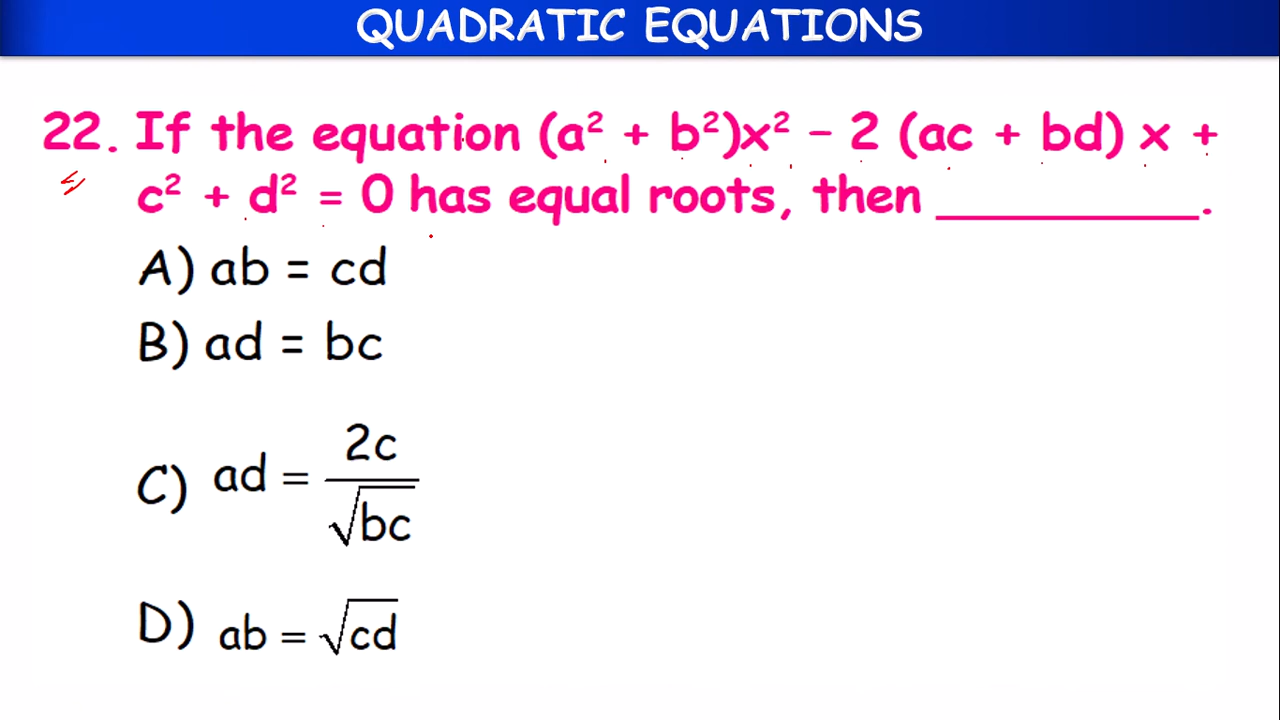 QUADRATIC EQUATIONS
22. If the equation (a² + b²)x² – 2 (ac + bd) x +
c² + d² = 0 has equal roots, then __________.
A) ab = cd
B) ad = bc
C) ad = 2c/√bc
D) ab = √cd